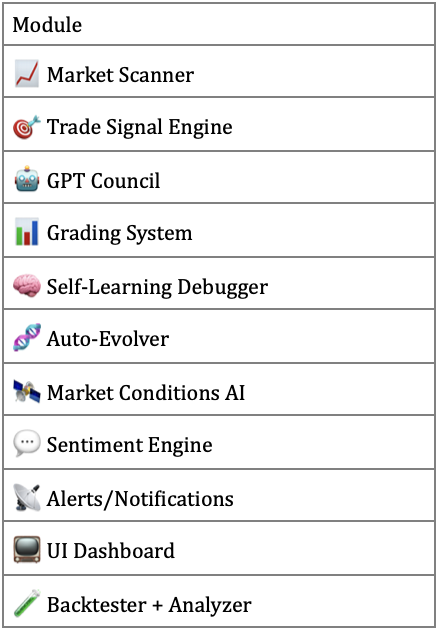 Module
📈 Market Scanner
🎯 Trade Signal Engine
🤖 GPT Council
📊 Grading System
🧠 Self-Learning Debugger
🧬 Auto-Evolver
🛰 Market Conditions AI
💬 Sentiment Engine
📡 Alerts/Notifications
📺 UI Dashboard
🧪 Backtester + Analyzer